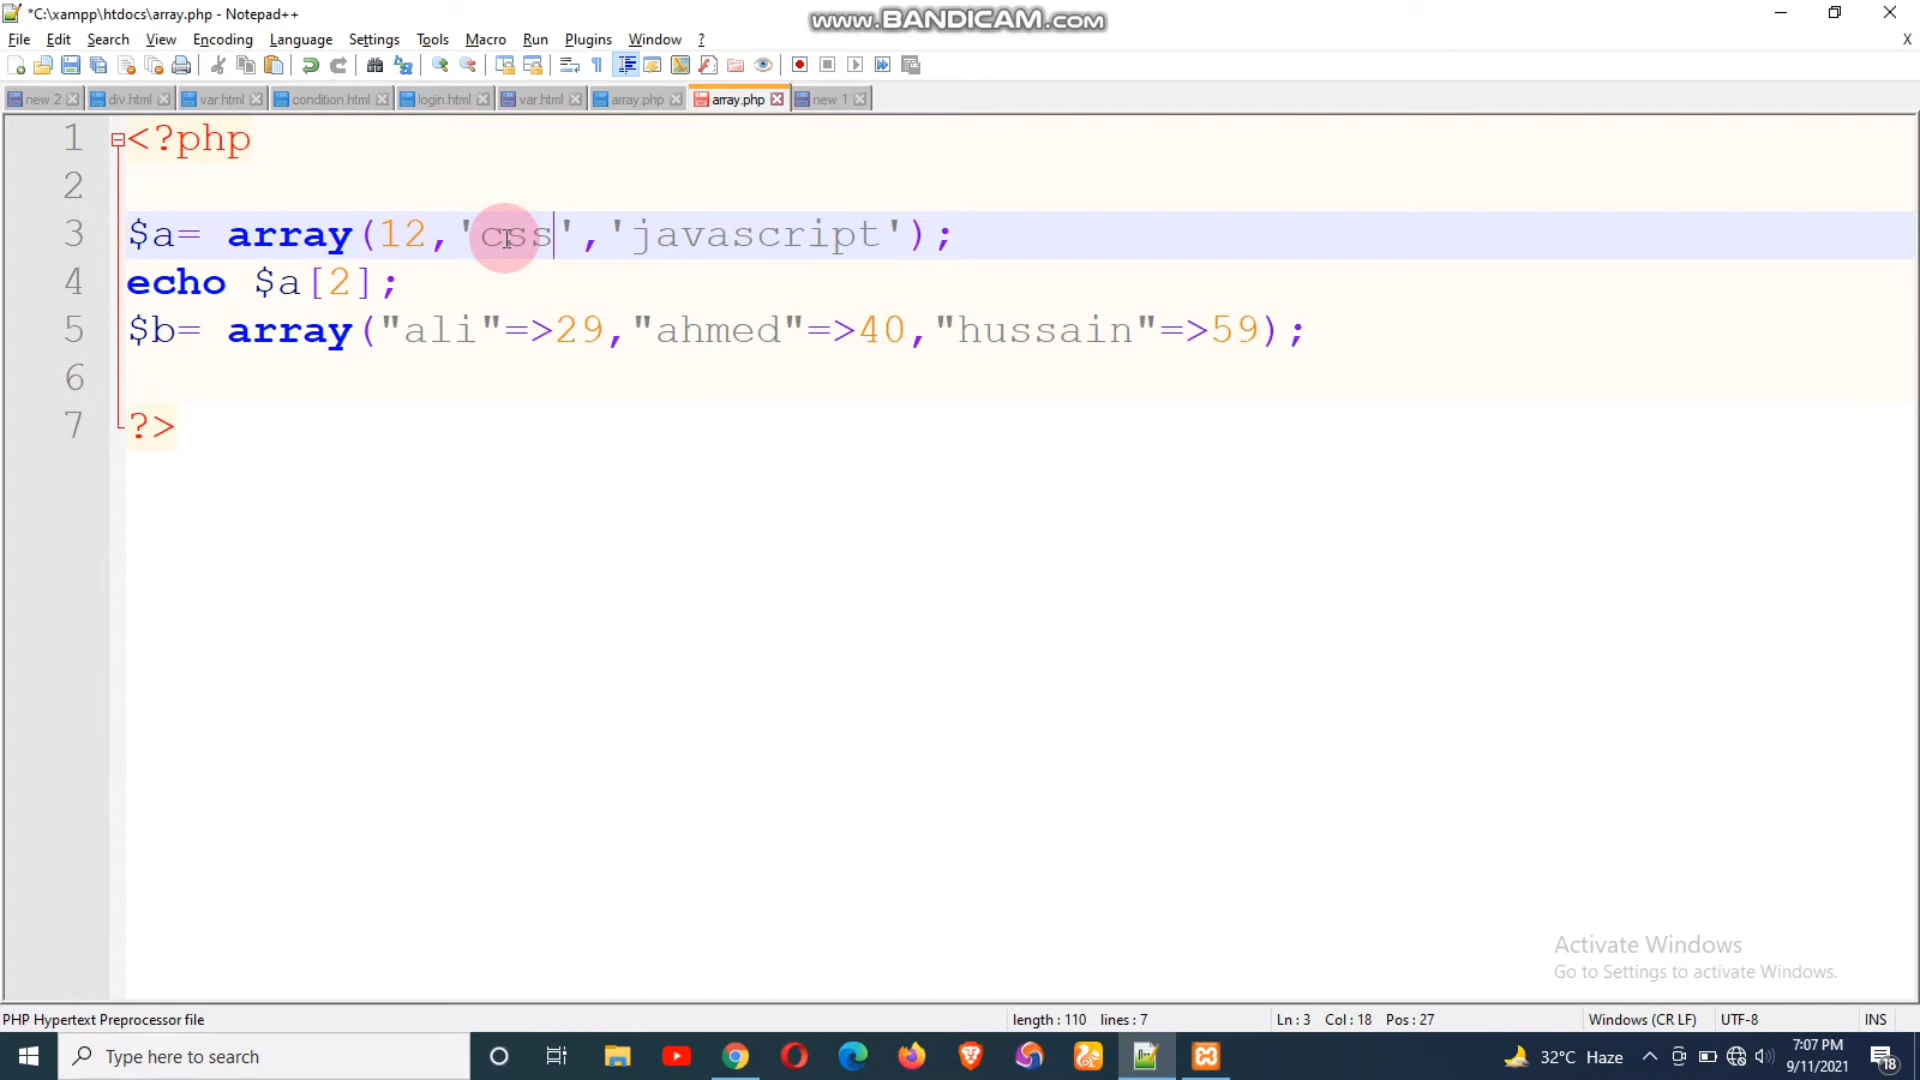 *C:\xampp\htdocs\array.php - Notepad++
www.BANDICAM.com
File Edit Search View Encoding Language Settings Tools Macro Run Plugins Window ?
X
new 2 div.html var.html condition.html login.html var.html array.php array.php new 1
1 <?php
2
3 $a= array(12,'css','javascript');
4 echo $a[2];
5 $b= array("ali"=>29,"ahmed"=>40,"hussain"=>59);
6
7 ?>
Activate Windows
Go to Settings to activate Windows.
PHP Hypertext Preprocessor file length : 110 lines : 7 Ln : 3 Col : 18 Pos : 27 Windows (CR LF) UTF-8 INS
Type here to search 32°C Haze 7:07 PM
9/11/2021
18